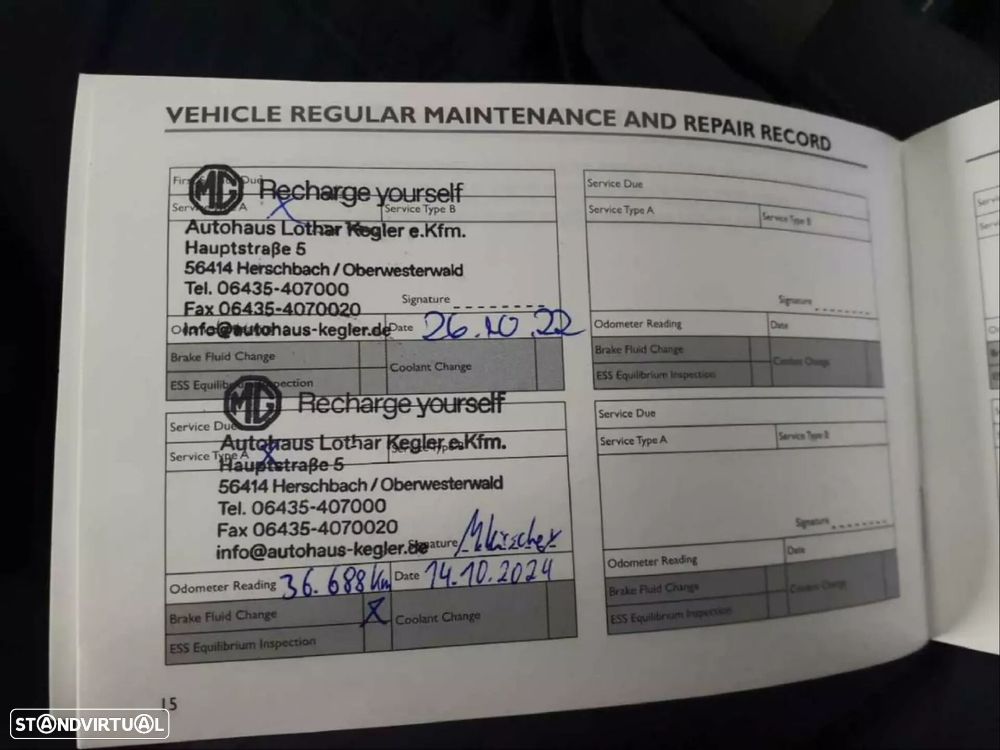 VEHICLE REGULAR MAINTENANCE AND REPAIR RECORD
MG Recharge yourself
Service Type A X Service Type B
Autohaus Lothar Kegler e.Kfm.
Hauptstraße 5
56414 Herschbach / Oberwesterwald
Tel. 06435-407000
Signature
Fax 06435-4070020
info@autohaus-kegler.de Date 26.10.22
Brake Fluid Change
Coolant Change
ESS Equilibrium Inspection
MG Recharge yourself
Service Due
Autohaus Lothar Kegler e.Kfm.
Service Type A X Service Type B
Hauptstraße 5
56414 Herschbach / Oberwesterwald
Tel. 06435-407000
Fax 06435-4070020
info@autohaus-kegler.de Signature
Odometer Reading 36.688 Km Date 14.10.2024
Brake Fluid Change X Coolant Change
ESS Equilibrium Inspection
Service Due
Service Type A Service Type B
Signature
Odometer Reading Date
Brake Fluid Change
Coolant Change
ESS Equilibrium Inspection
Service Due
Service Type A Service Type B
Signature
Odometer Reading Date
Brake Fluid Change
Coolant Change
ESS Equilibrium Inspection
15
STANDVIRTUAL